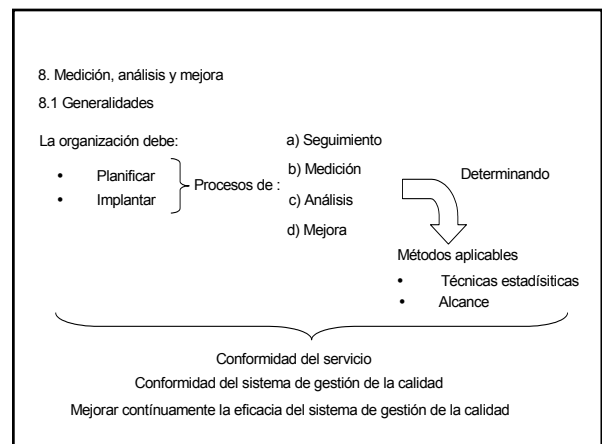 8. Medición, análisis y mejora
8.1 Generalidades
La organización debe:
• Planificar
• Implantar
Procesos de :
a) Seguimiento
b) Medición
c) Análisis
d) Mejora
Determinando
Métodos aplicables
• Técnicas estadísiticas
• Alcance
Conformidad del servicio
Conformidad del sistema de gestión de la calidad
Mejorar contínuamente la eficacia del sistema de gestión de la calidad